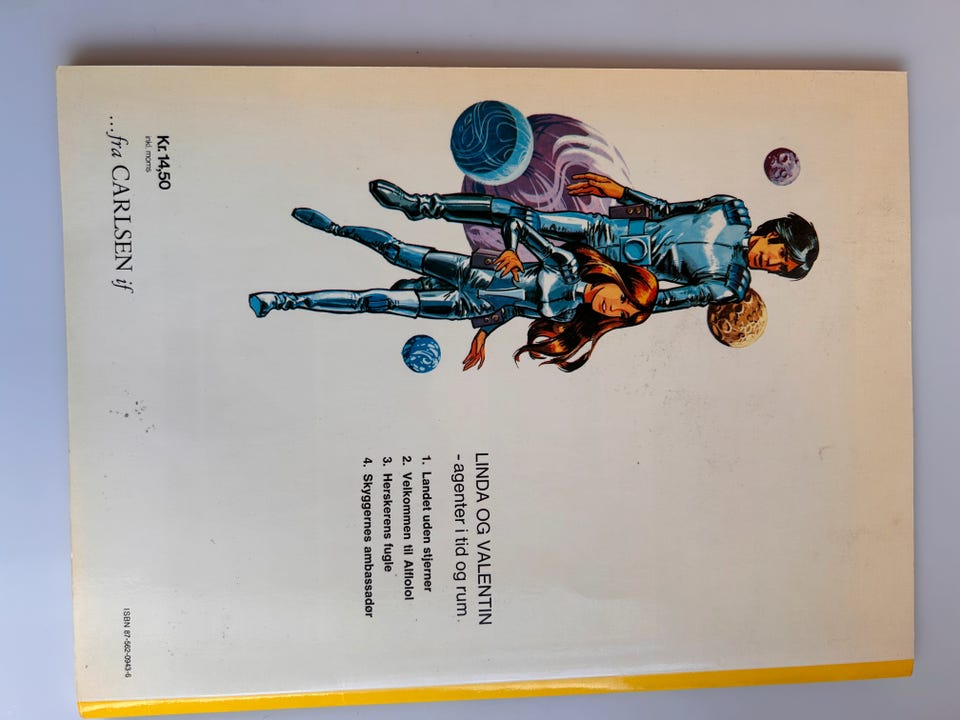 LINDA OG VALENTIN
- agenter i tid og rum.
1. Landet uden stjerner
2. Velkommen til Alflolol
3. Herskerens fugle
4. Skyggernes ambassadør
Kr. 14,50
inkl. moms
...fra CARLSEN if
ISBN 87-562-0943-6